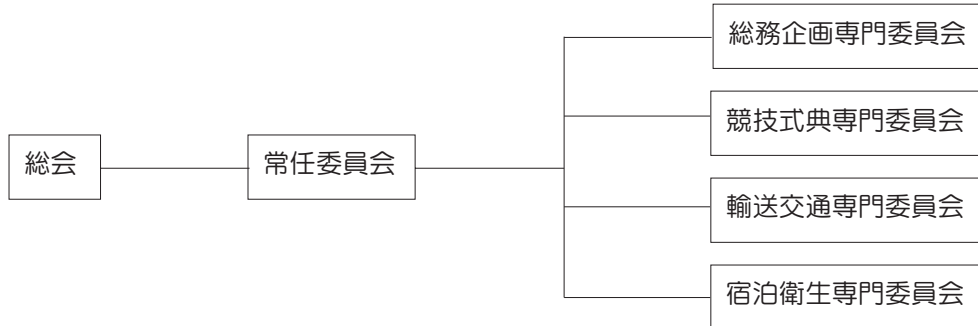 総会
常任委員会
総務企画専門委員会
競技式典専門委員会
輸送交通専門委員会
宿泊衛生専門委員会